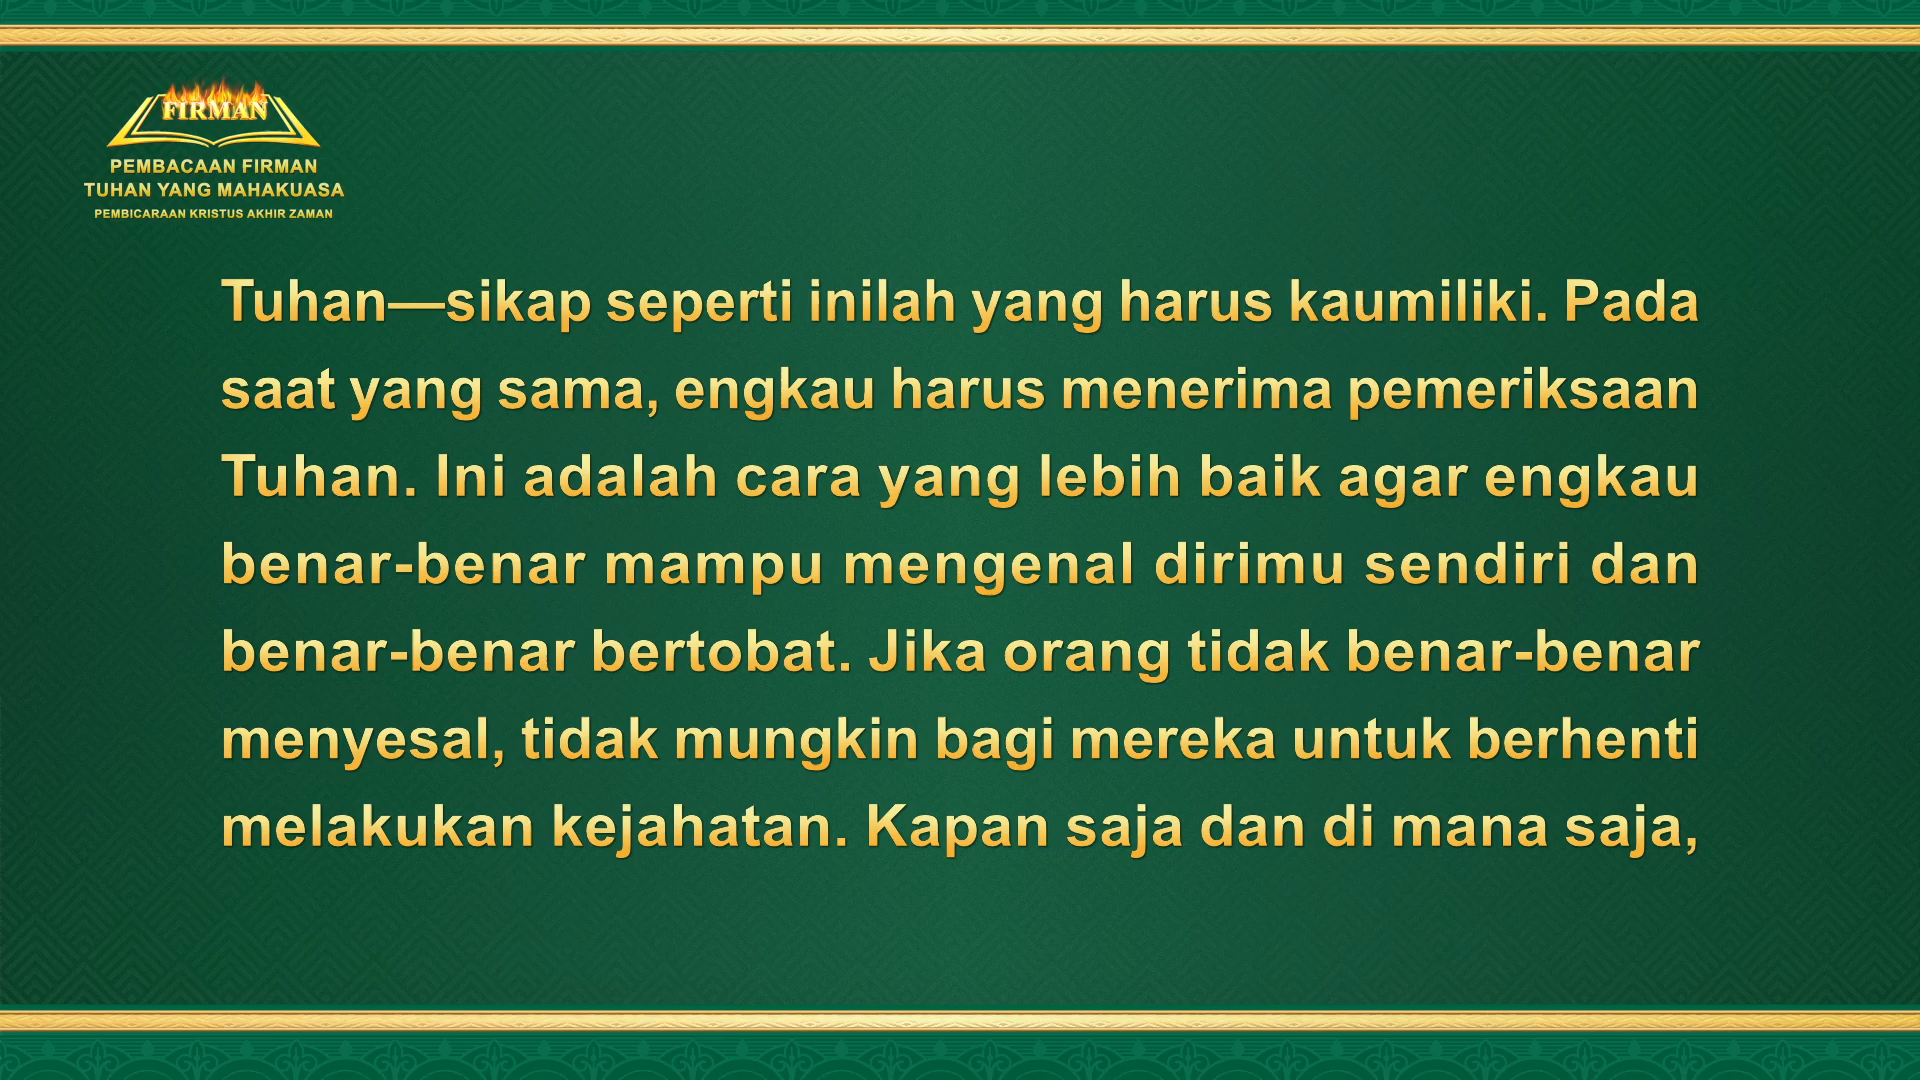 FIRMAN
PEMBACAAN FIRMAN
TUHAN YANG MAHAKUASA
PEMBICARAAN KRISTUS AKHIR ZAMAN
Tuhan—sikap seperti inilah yang harus kaumiliki. Pada
saat yang sama, engkau harus menerima pemeriksaan
Tuhan. Ini adalah cara yang lebih baik agar engkau
benar-benar mampu mengenal dirimu sendiri dan
benar-benar bertobat. Jika orang tidak benar-benar
menyesal, tidak mungkin bagi mereka untuk berhenti
melakukan kejahatan. Kapan saja dan di mana saja,